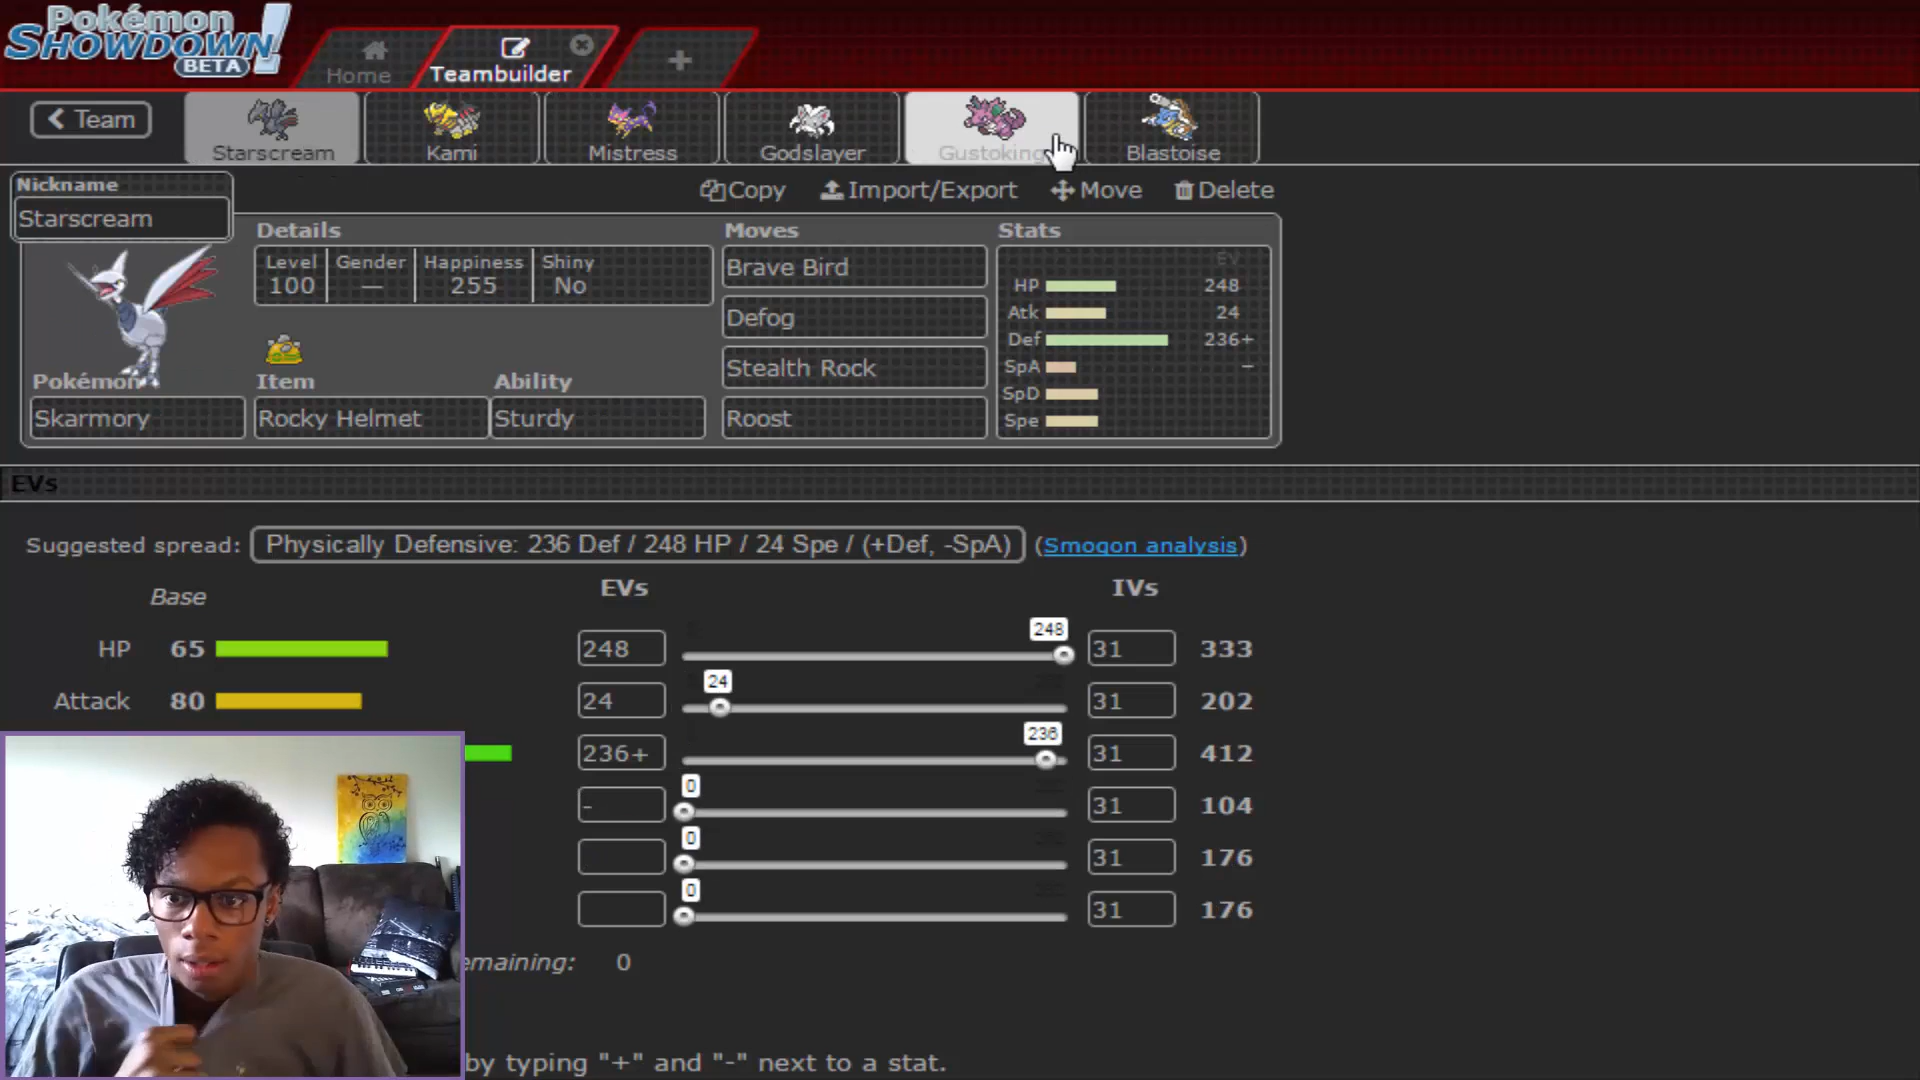 Pokémon
SHOWDOWN!
BETA
Home
Teambuilder
Team
Starscream
Kami
Mistress
Godslayer
Gustoking
Blastoise
Nickname
Starscream
Copy
Import/Export
Move
Delete
Details
Moves
Stats
Level
Gender
Happiness
Shiny
100
—
255
No
Brave Bird
Defog
Stealth Rock
Roost
EV
HP 248
Atk 24
Def 236+
SpA −
SpD
Spe
Pokémon
Item
Ability
Skarmory
Rocky Helmet
Sturdy
EVs
Suggested spread: Physically Defensive: 236 Def / 248 HP / 24 Spe / (+Def, -SpA) (Smogon analysis)
Base
EVs
IVs
HP 65 248 248 31 333
Attack 80 24 24 31 202
236+ 236 31 412
- 0 31 104
0 31 176
0 31 176
emaining: 0
by typing "+" and "-" next to a stat.